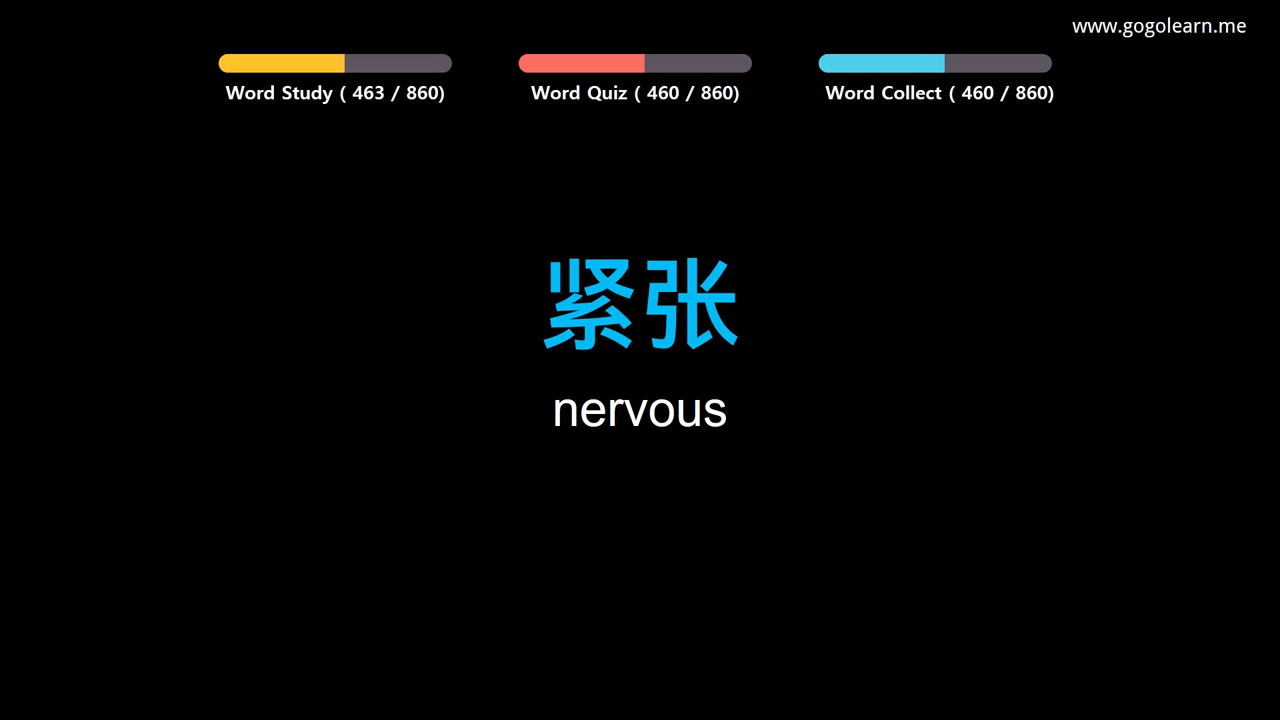 www.gogolearn.me
Word Study ( 463 / 860)
Word Quiz ( 460 / 860)
Word Collect ( 460 / 860)
紧张
nervous